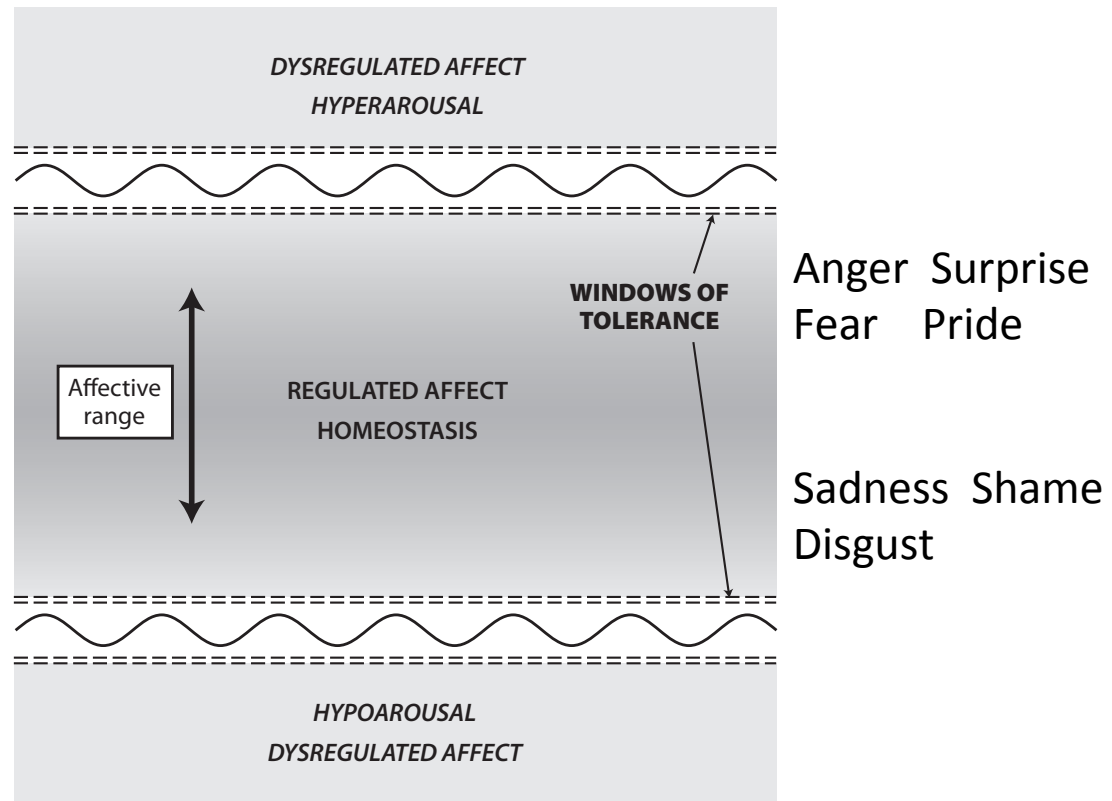 DYSREGULATED AFFECT
HYPERAROUSAL
WINDOWS OF
TOLERANCE
Anger Surprise
Fear Pride
Affective
range
REGULATED AFFECT
HOMEOSTASIS
Sadness Shame
Disgust
HYPOAROUSAL
DYSREGULATED AFFECT